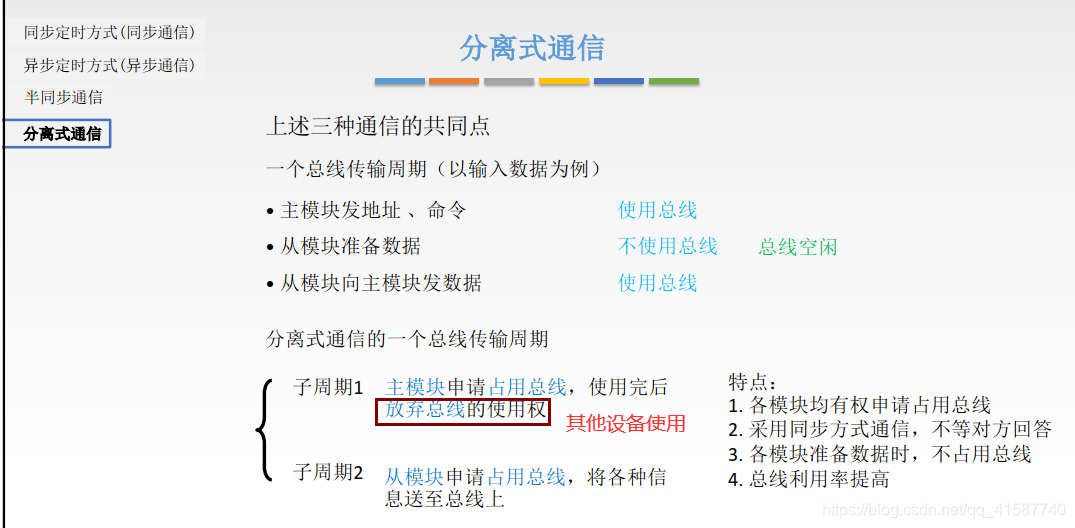 同步定时方式(同步通信)
异步定时方式(异步通信)
半同步通信
分离式通信
分离式通信
上述三种通信的共同点
一个总线传输周期（以输入数据为例）
• 主模块发地址 、命令 使用总线
• 从模块准备数据 不使用总线 总线空闲
• 从模块向主模块发数据 使用总线
分离式通信的一个总线传输周期
子周期1 主模块申请占用总线，使用完后
放弃总线的使用权 其他设备使用
子周期2 从模块申请占用总线，将各种信
息送至总线上
特点：
1. 各模块均有权申请占用总线
2. 采用同步方式通信，不等对方回答
3. 各模块准备数据时，不占用总线
4. 总线利用率提高
https://blog.csdn.net/qq_41587740